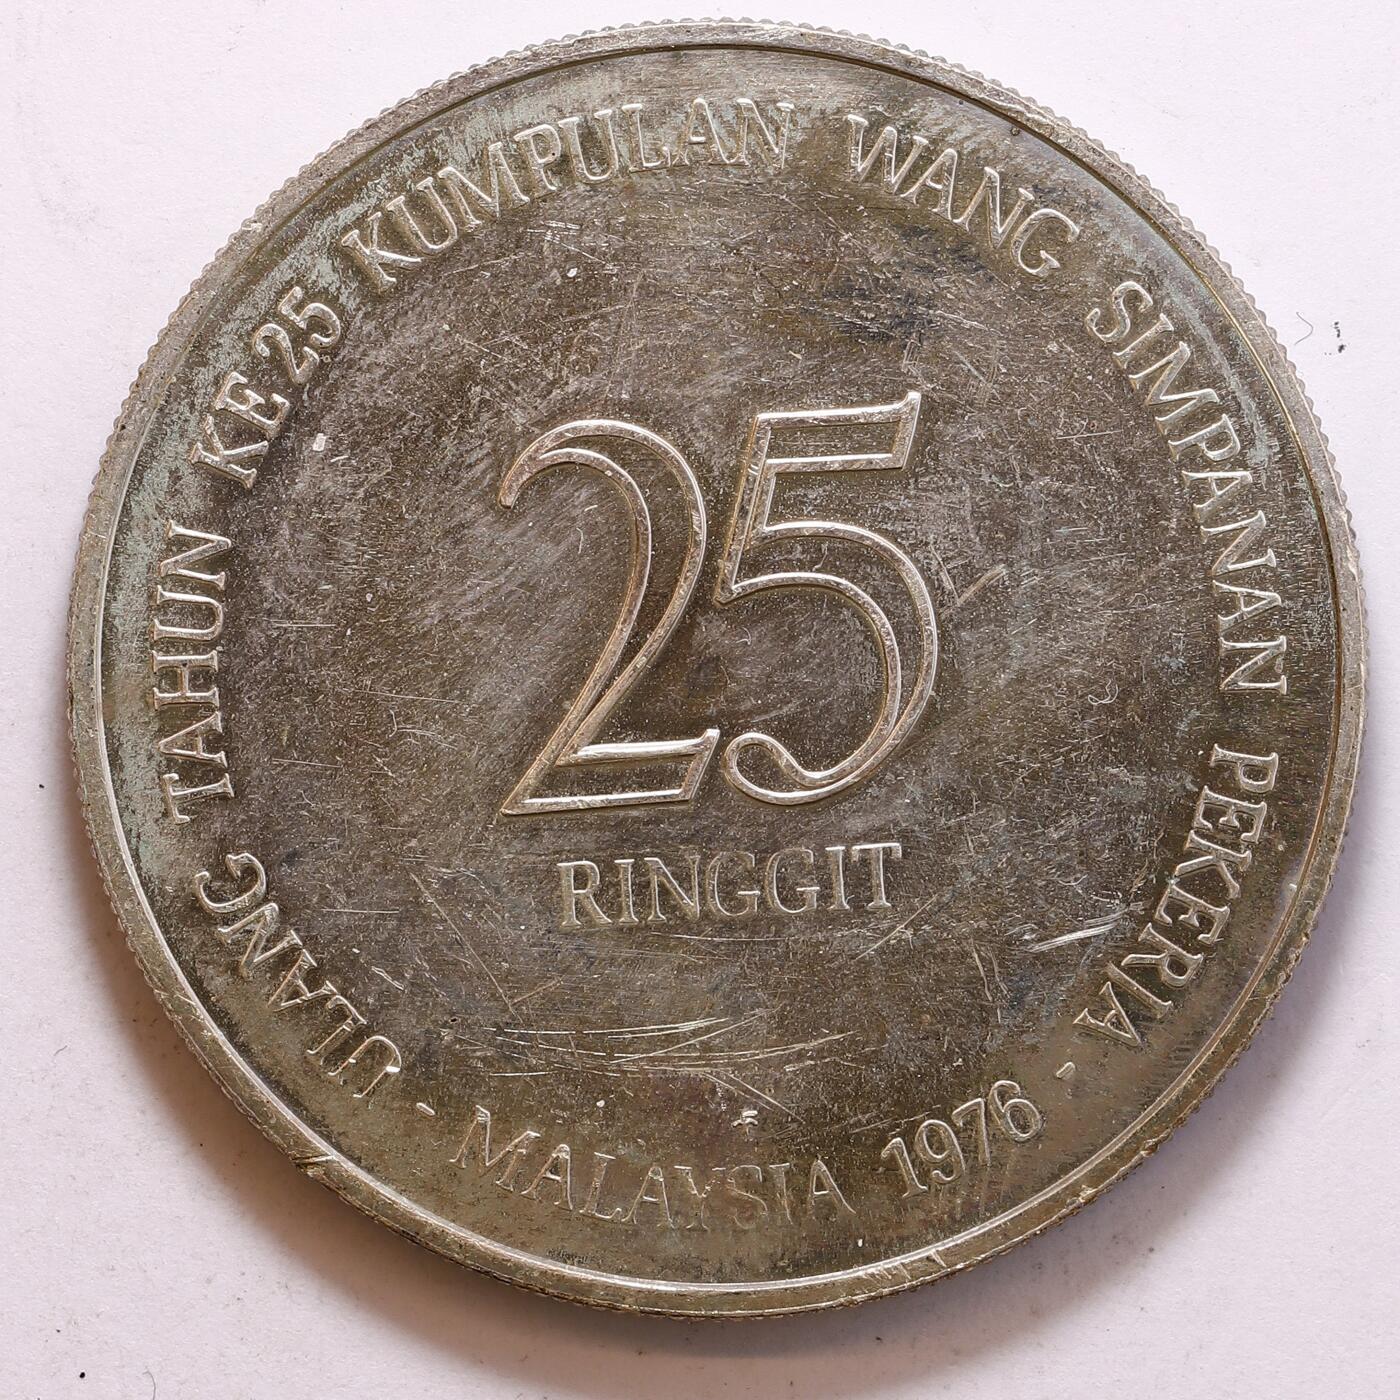 ULANG TAHUN KE 25 KUMPULAN WANG SIMPANAN PEKERJA
25
RINGGIT
- MALAYSIA 1976 -